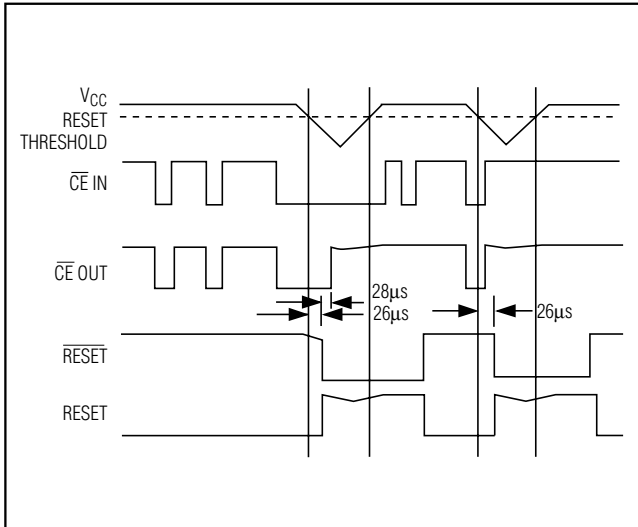 VCC
RESET
THRESHOLD
CE IN
CE OUT
28μs
26μs
26μs
RESET
RESET